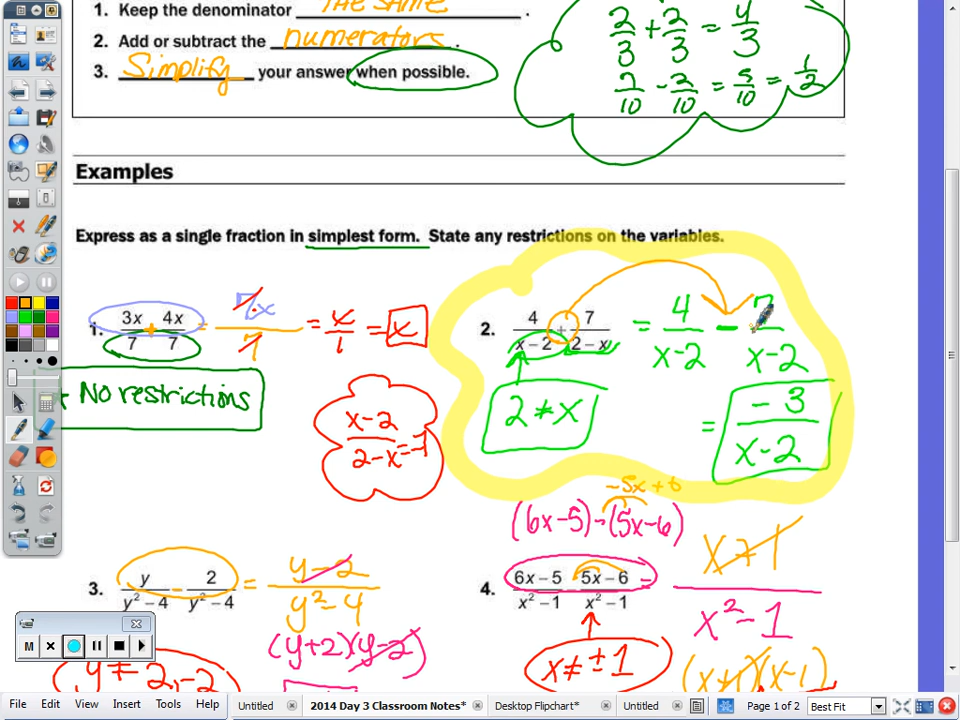 1. Keep the denominator THE SAME.
2. Add or subtract the numerators.
3. Simplify your answer when possible.
2/3 + 2/3 = 4/3
7/10 - 2/10 = 5/10 = 1/2
Examples
Express as a single fraction in simplest form. State any restrictions on the variables.
1. 3x/7 + 4x/7 = 7x/7 = x/1 = x
No restrictions
x-2/2-x = -1
2. 4/x-2 + 7/2-x = 4/x-2 - 7/x-2
2≠x
= -3/x-2
-5x+6
(6x-5)-(5x-6)
3. y/y²-4 - 2/y²-4 = y-2/y²-4
(y+2)(y-2)
y≠2,-2
4. 6x-5/x²-1 - 5x-6/x²-1 = x+1/x²-1
x≠±1
(x+1)(x-1)
M
File Edit View Insert Tools Help
Untitled 2014 Day 3 Classroom Notes* Desktop Flipchart* Untitled Page 1 of 2 Best Fit